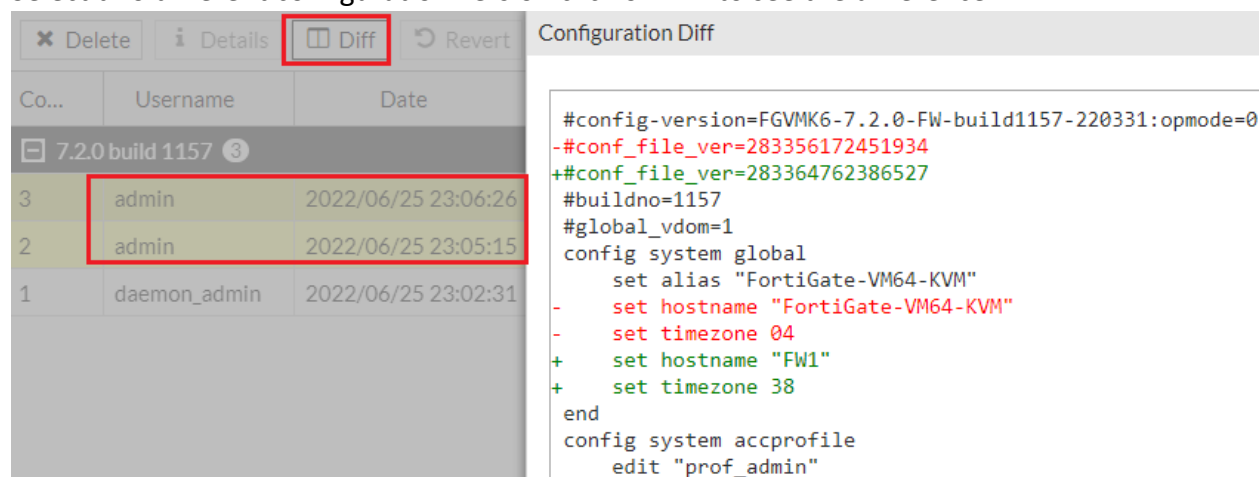 Delete Details Diff Revert
Co... Username Date
7.2.0 build 1157 3
3 admin 2022/06/25 23:06:26
2 admin 2022/06/25 23:05:15
1 daemon_admin 2022/06/25 23:02:31
Configuration Diff
#config-version=FGVMK6-7.2.0-FW-build1157-220331:opmode=0
-#conf_file_ver=283356172451934
+#conf_file_ver=283364762386527
#buildno=1157
#global_vdom=1
config system global
    set alias "FortiGate-VM64-KVM"
-    set hostname "FortiGate-VM64-KVM"
-    set timezone 04
+    set hostname "FW1"
+    set timezone 38
end
config system accprofile
    edit "prof_admin"